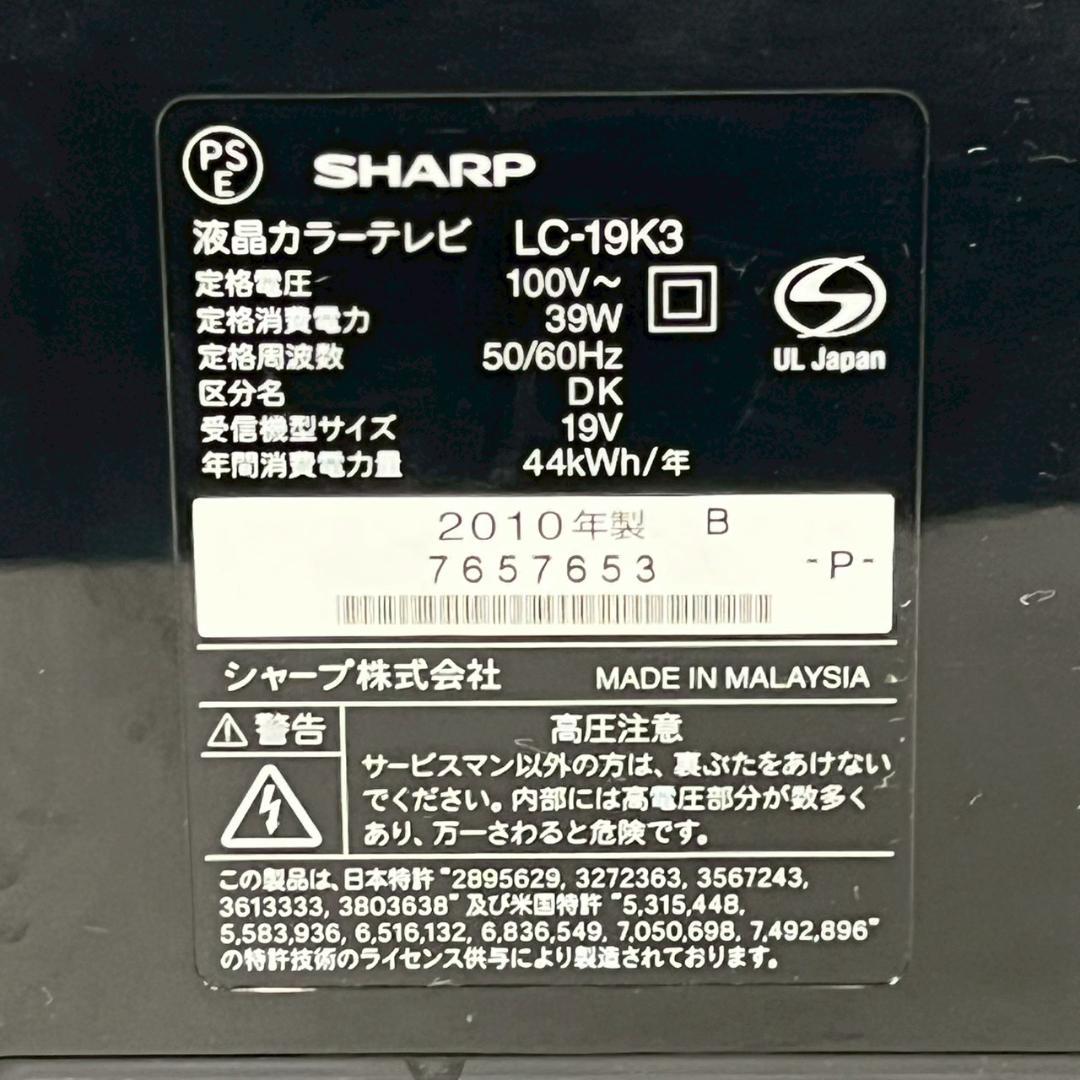 PSE SHARP
液晶カラーテレビ LC-19K3
定格電圧 100V～
定格消費電力 39W
定格周波数 50/60Hz
区分名 DK
受信機型サイズ 19V
年間消費電力量 44kWh/年
UL Japan
2010年製 B
7657653 -P-
シャープ株式会社 MADE IN MALAYSIA
⚠警告
高圧注意
サービスマン以外の方は、裏ぶたをあけない
でください。内部には高電圧部分が数多く
あり、万一さわると危険です。
この製品は、日本特許 "2895629, 3272363, 3567243,
3613333, 3803638" 及び米国特許 "5,315,448,
5,583,936, 6,516,132, 6,836,549, 7,050,698, 7,492,896"
の特許技術のライセンス供与により製造されております。